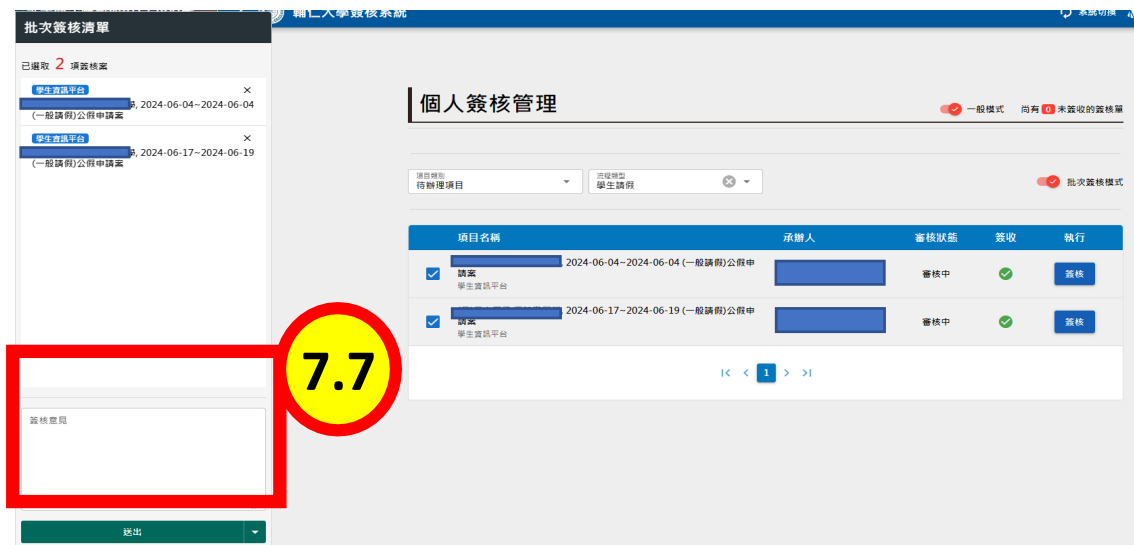 批次簽核清單
輔仁大學簽核系統
系統切換
已選取 2 項簽核案
學生資訊平台 ×
, 2024-06-04~2024-06-04
(一般請假)公假申請案
學生資訊平台 ×
, 2024-06-17~2024-06-19
(一般請假)公假申請案
7.7
簽核意見
送出
個人簽核管理
一般模式 尚有 0 未簽收的簽核單
項目類別
待辦理項目
流程類型
學生請假
批次簽核模式
項目名稱 承辦人 審核狀態 簽收 執行
, 2024-06-04~2024-06-04 (一般請假)公假申
請案
學生資訊平台
審核中 簽核
, 2024-06-17~2024-06-19 (一般請假)公假申
請案
學生資訊平台
審核中 簽核
|< < 1 > >|